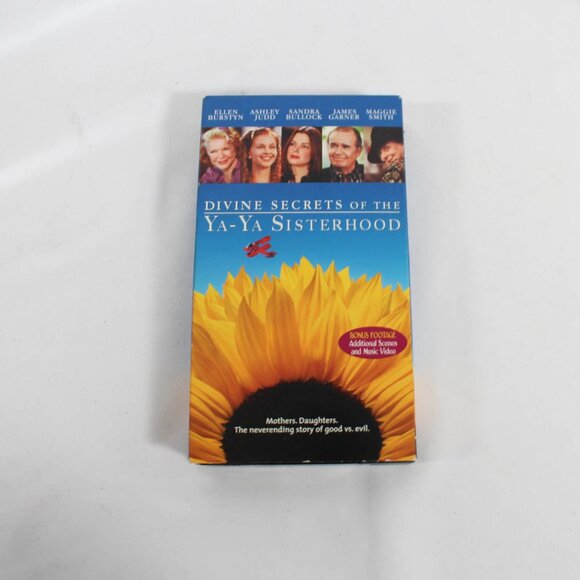 ELLEN BURSTYN ASHLEY JUDD SANDRA BULLOCK JAMES GARNER MAGGIE SMITH
DIVINE SECRETS OF THE
YA-YA SISTERHOOD
BONUS FOOTAGE
Additional Scenes
and Music Video
Mothers. Daughters.
The neverending story of good vs. evil.